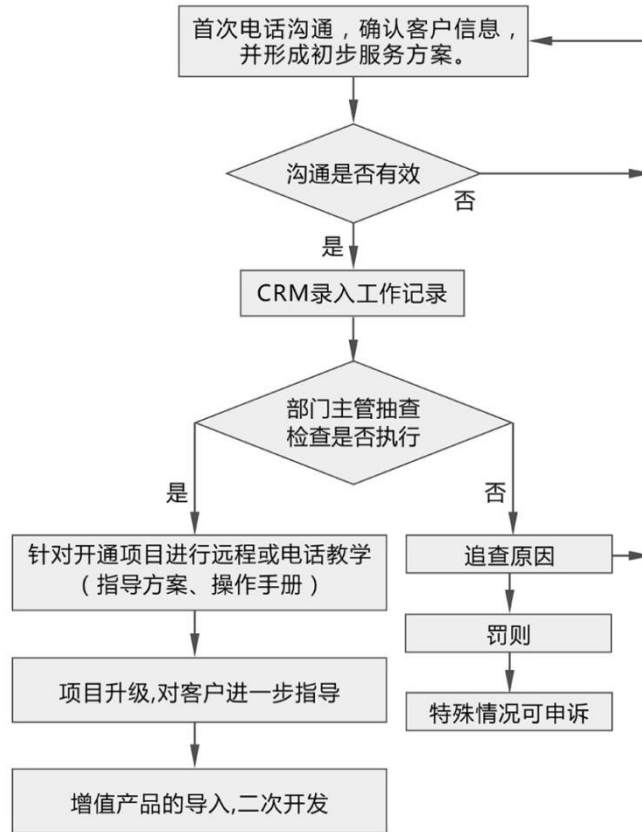 首次电话沟通，确认客户信息，
并形成初步服务方案。
沟通是否有效
否
是
CRM录入工作记录
部门主管抽查
检查是否执行
是
否
针对开通项目进行远程或电话教学
（指导方案、操作手册）
追查原因
罚则
项目升级,对客户进一步指导
特殊情况可申诉
增值产品的导入,二次开发